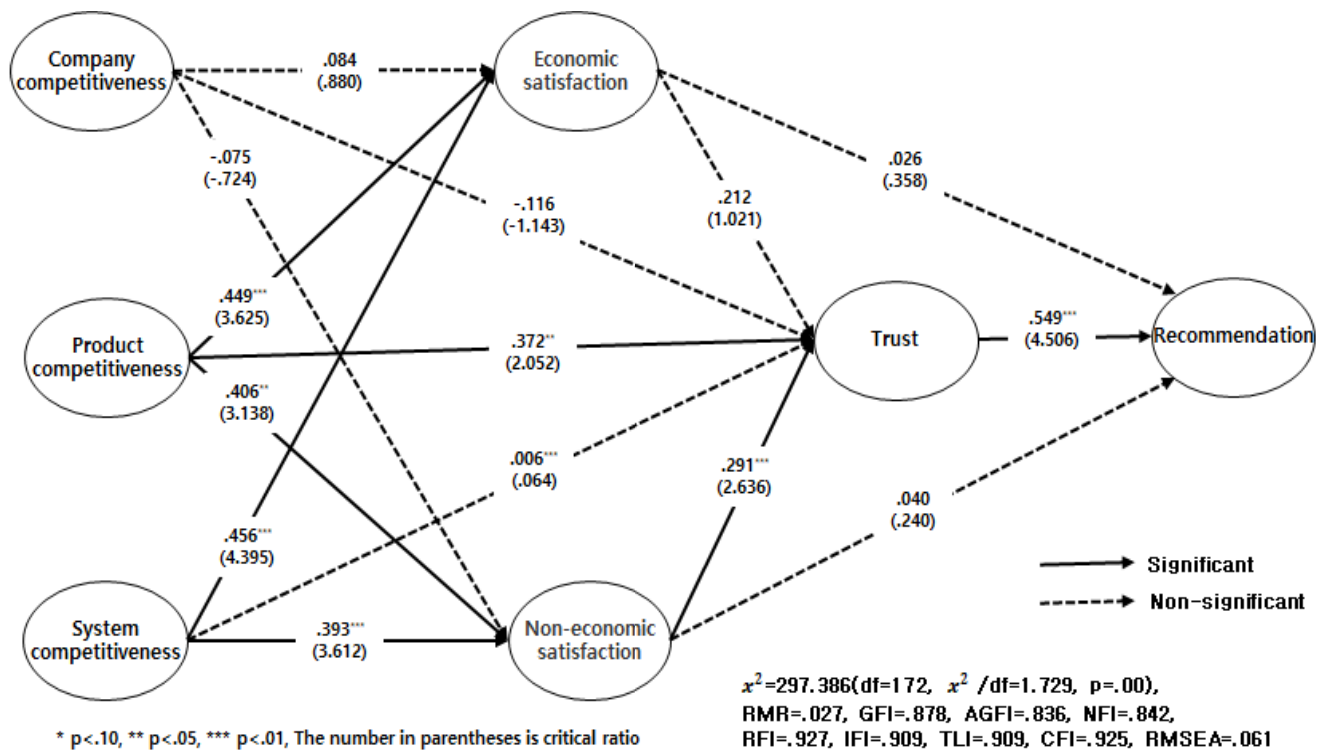 Company
competitiveness
.084
(.880)
Economic
satisfaction
-.075
(-.724)
-.116
(-1.143)
.212
(1.021)
.026
(.358)
.449***
(3.625)
Product
competitiveness
.372**
(2.052)
Trust
.549***
(4.506)
Recommendation
.406**
(3.138)
.006***
(.064)
.291***
(2.636)
.040
(.240)
.456***
(4.395)
System
competitiveness
.393***
(3.612)
Non-economic
satisfaction
Significant
Non-significant
x²=297.386(df=172, x² /df=1.729, p=.00),
RMR=.027, GFI=.878, AGFI=.836, NFI=.842,
RFI=.927, IFI=.909, TLI=.909, CFI=.925, RMSEA=.061
* p<.10, ** p<.05, *** p<.01, The number in parentheses is critical ratio